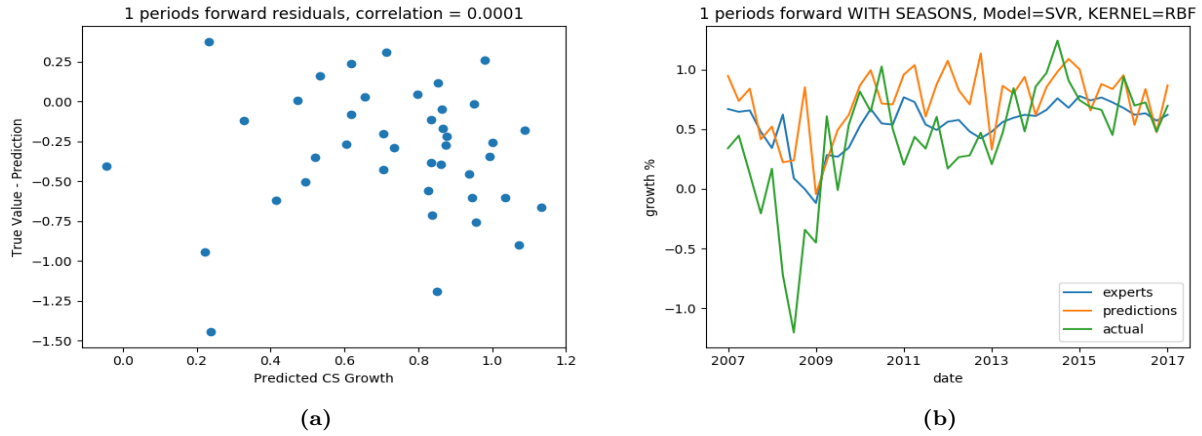 1 periods forward residuals, correlation = 0.0001
True Value - Prediction
0.25
0.00
−0.25
−0.50
−0.75
−1.00
−1.25
−1.50
0.0 0.2 0.4 0.6 0.8 1.0 1.2
Predicted CS Growth
(a)
1 periods forward WITH SEASONS, Model=SVR, KERNEL=RBF
growth %
1.0
0.5
0.0
−0.5
−1.0
experts
predictions
actual
2007 2009 2011 2013 2015 2017
date
(b)